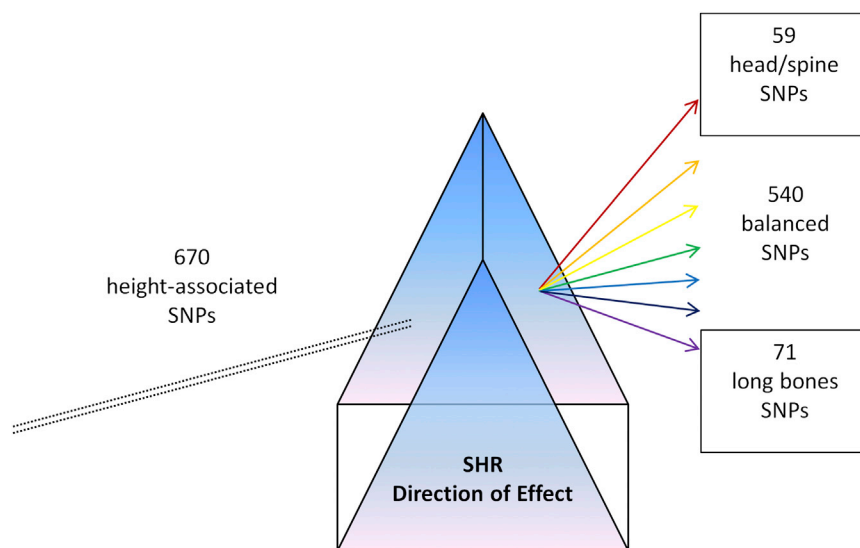 59
head/spine
SNPs
540
balanced
SNPs
670
height-associated
SNPs
71
long bones
SNPs
SHR
Direction of Effect